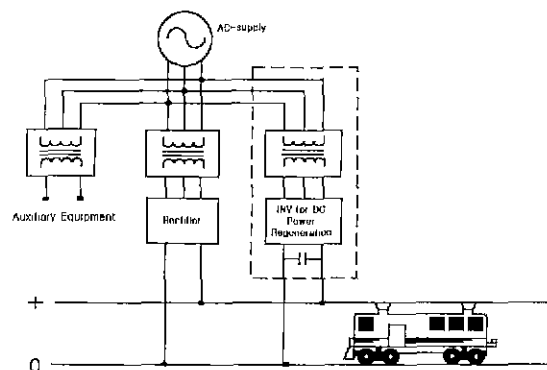 AC-supply
Auxiliary Equipment
Rectifier
INV for DC
Power
Regeneration
+
0